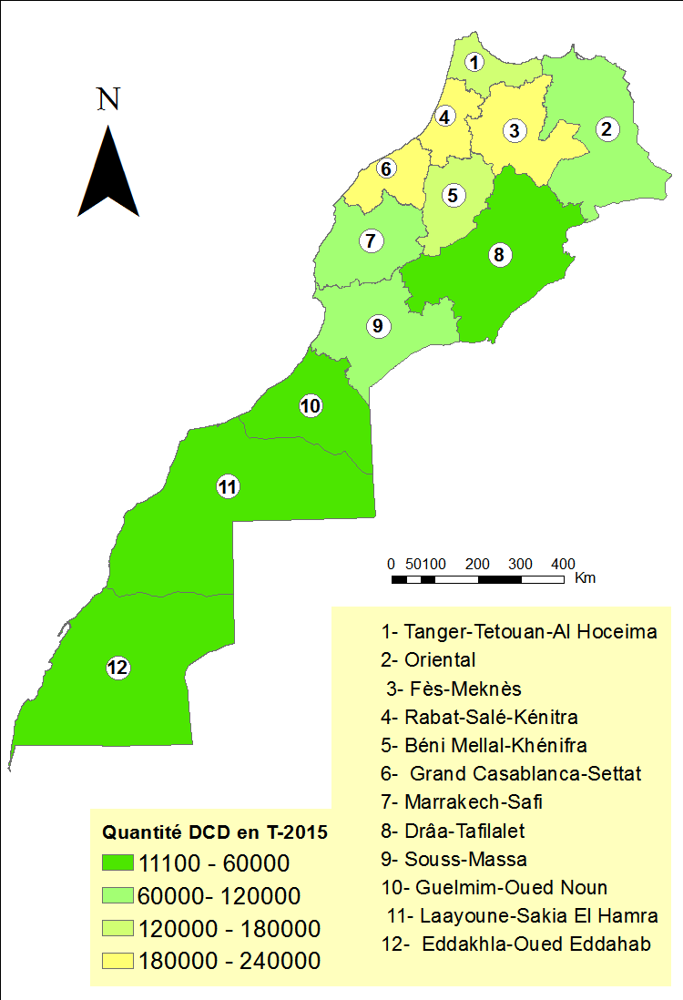 N
1
4
3
2
6
5
7
8
9
10
11
12
0 50100 200 300 400
Km
1- Tanger-Tetouan-Al Hoceima
2- Oriental
3- Fès-Meknès
4- Rabat-Salé-Kénitra
5- Béni Mellal-Khénifra
6- Grand Casablanca-Settat
7- Marrakech-Safi
8- Drâa-Tafilalet
9- Souss-Massa
10- Guelmim-Oued Noun
11- Laayoune-Sakia El Hamra
12- Eddakhla-Oued Eddahab
Quantité DCD en T-2015
11100 - 60000
60000- 120000
120000 - 180000
180000 - 240000